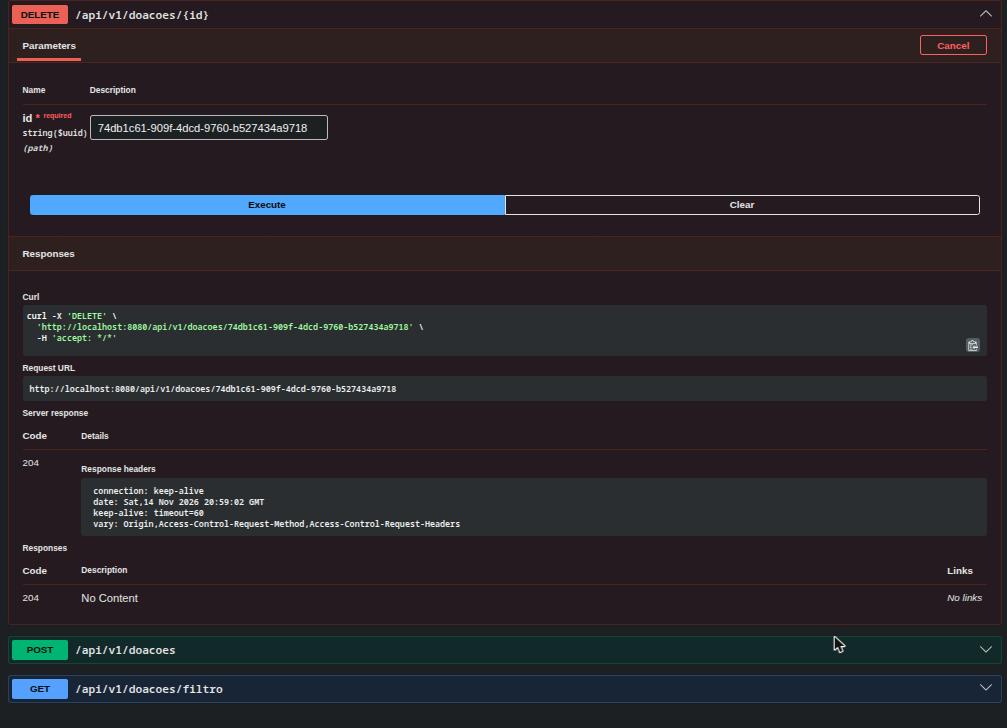 DELETE /api/v1/doacoes/{id}
Parameters Cancel
Name Description
id * required
string($uuid) 74db1c61-909f-4dcd-9760-b527434a9718
(path)
Execute Clear
Responses
Curl
curl -X 'DELETE' \
'http://localhost:8080/api/v1/doacoes/74db1c61-909f-4dcd-9760-b527434a9718' \
-H 'accept: */*'
Request URL
http://localhost:8080/api/v1/doacoes/74db1c61-909f-4dcd-9760-b527434a9718
Server response
Code Details
204
Response headers
connection: keep-alive
date: Sat,14 Nov 2026 20:59:02 GMT
keep-alive: timeout=60
vary: Origin,Access-Control-Request-Method,Access-Control-Request-Headers
Responses
Code Description Links
204 No Content No links
POST /api/v1/doacoes
GET /api/v1/doacoes/filtro